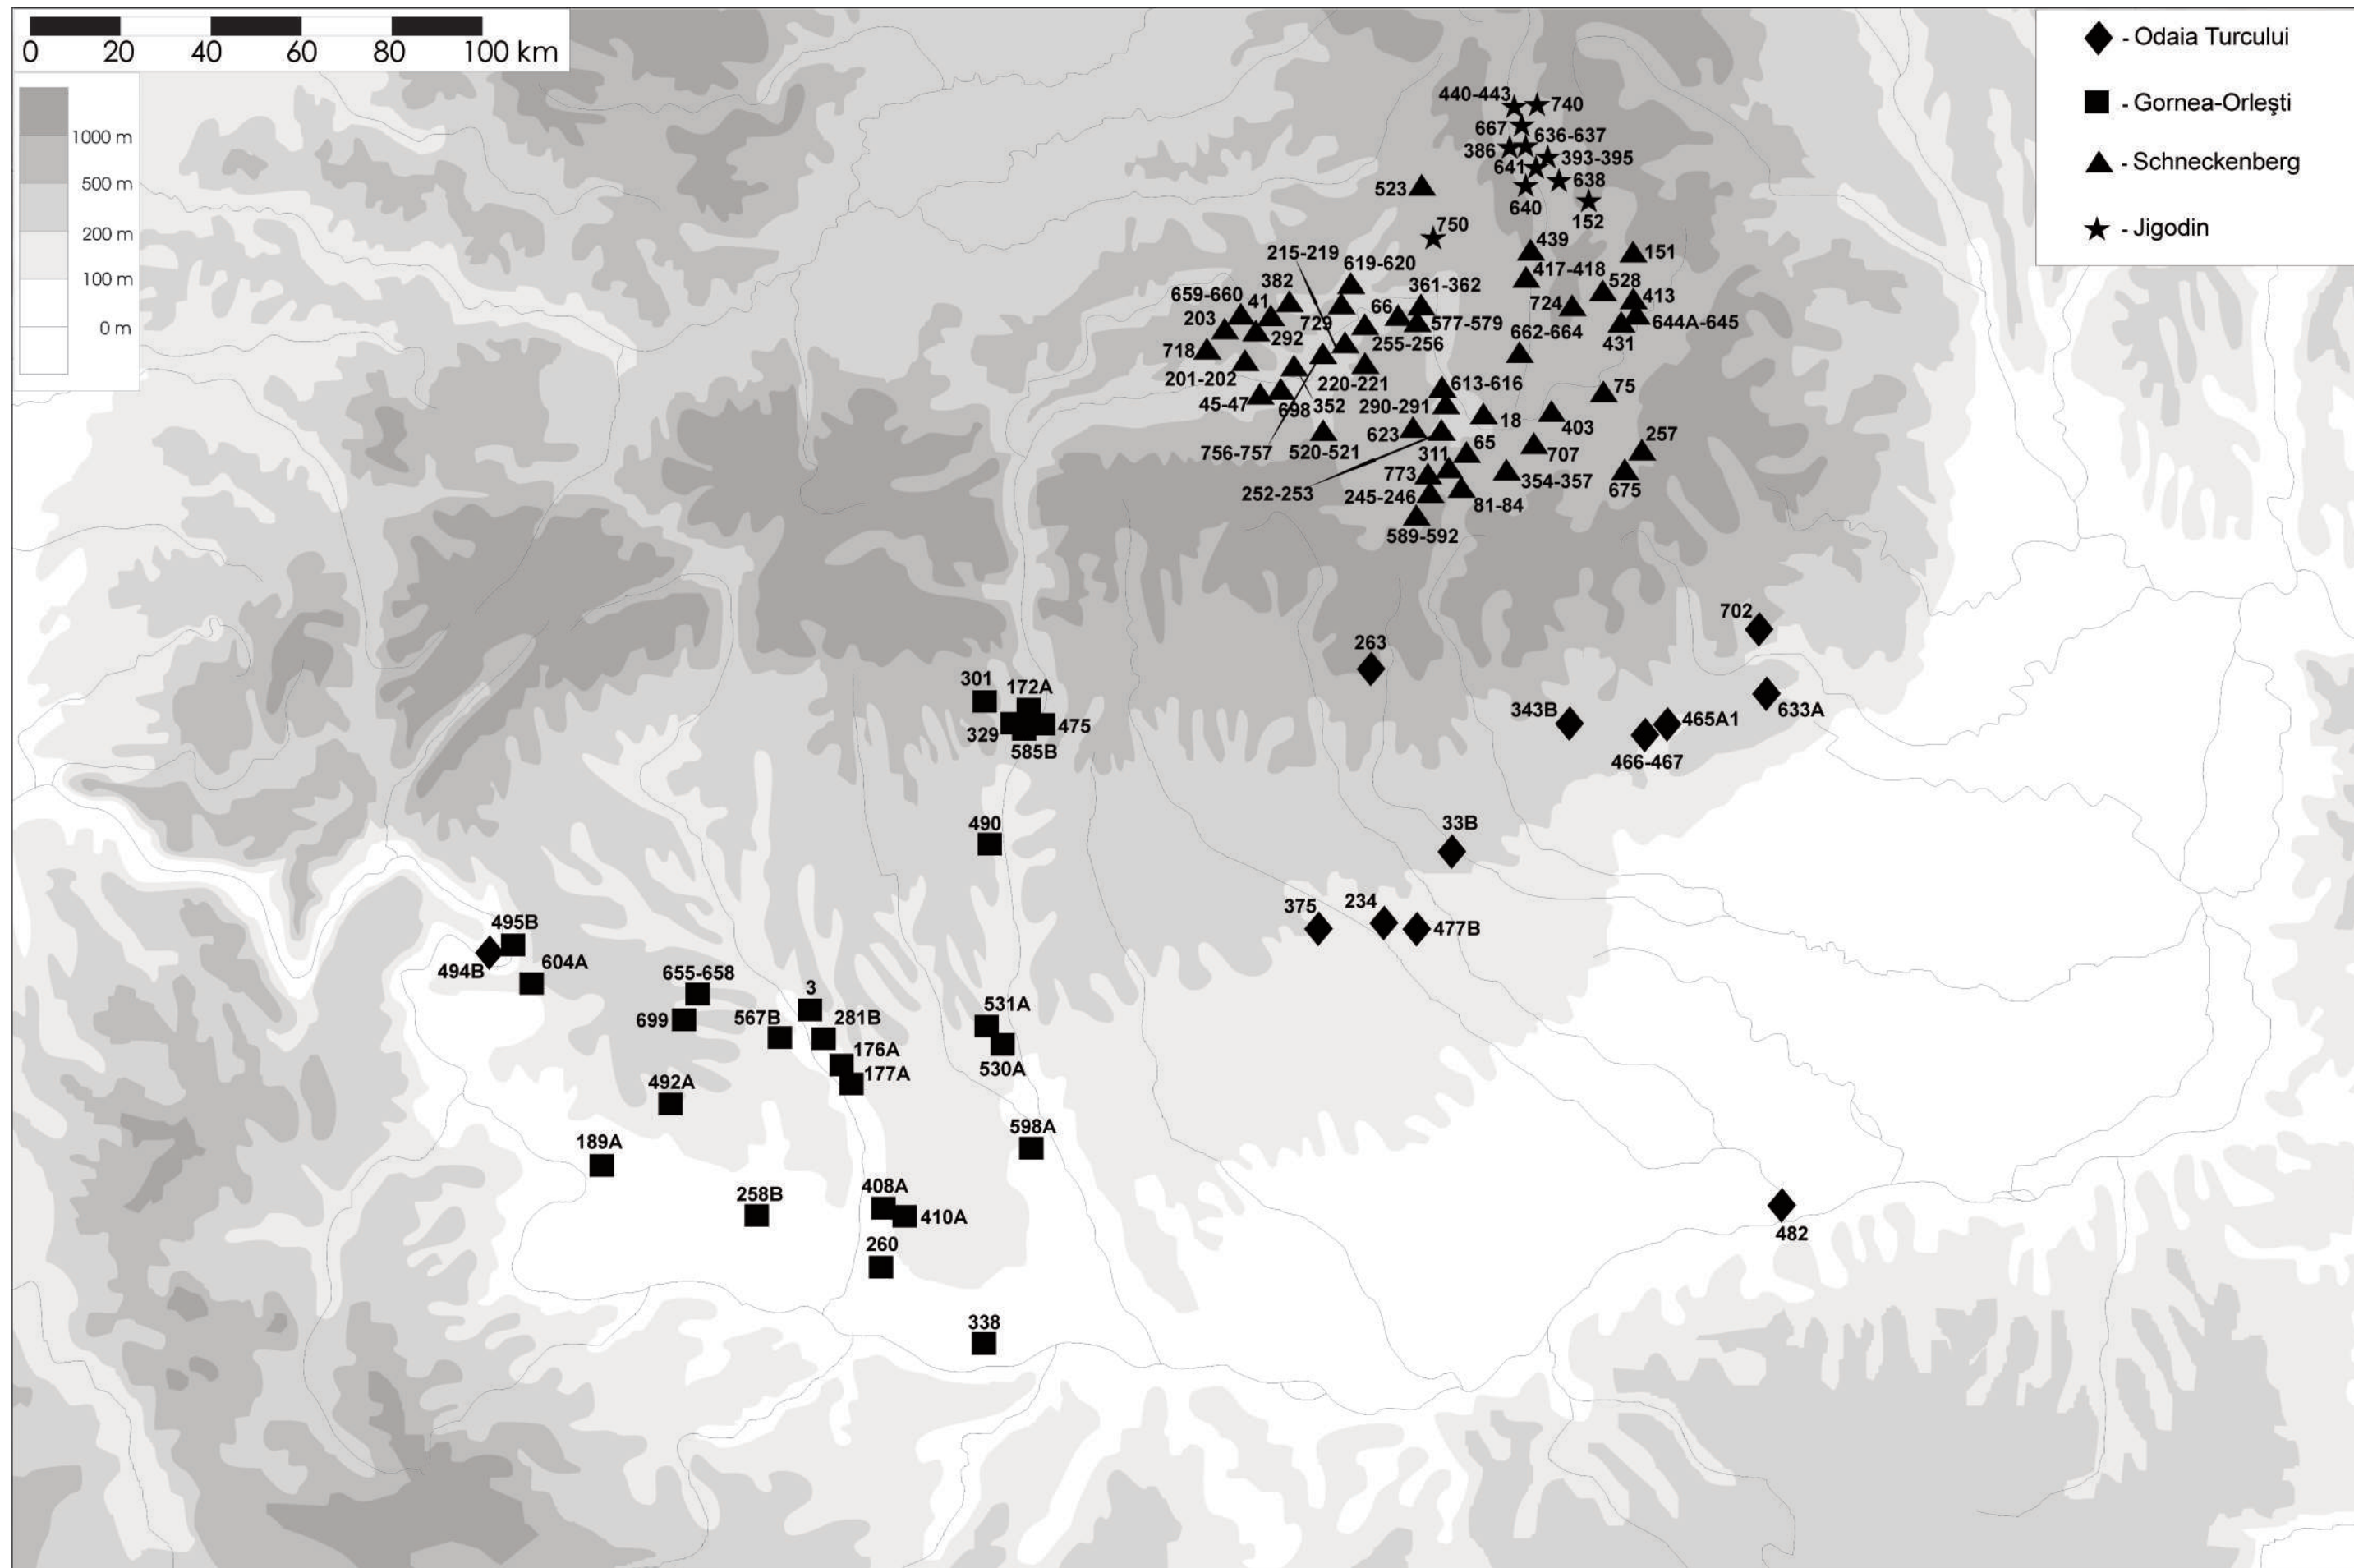 0 20 40 60 80 100 km
1000 m
500 m
200 m
100 m
0 m
- Odaia Turcului
- Gornea-Orleşti
- Schneckenberg
- Jigodin
440-443
740
667
636-637
386
393-395
641
638
640
152
523
750
439
151
215-219
619-620
417-418
528
382
361-362
413
659-660
41
66
724
203
729
577-579
644A-645
292
662-664
431
718
255-256
201-202
220-221
613-616
75
45-47
698
352
290-291
18
403
623
756-757
520-521
65
707
257
311
773
354-357
252-253
245-246
81-84
675
589-592
702
263
301
172A
343B
465A1
633A
329
475
585B
466-467
490
33B
375
234
477B
495B
494B
604A
655-658
3
531A
699
567B
281B
176A
530A
177A
492A
598A
189A
408A
258B
410A
482
260
338